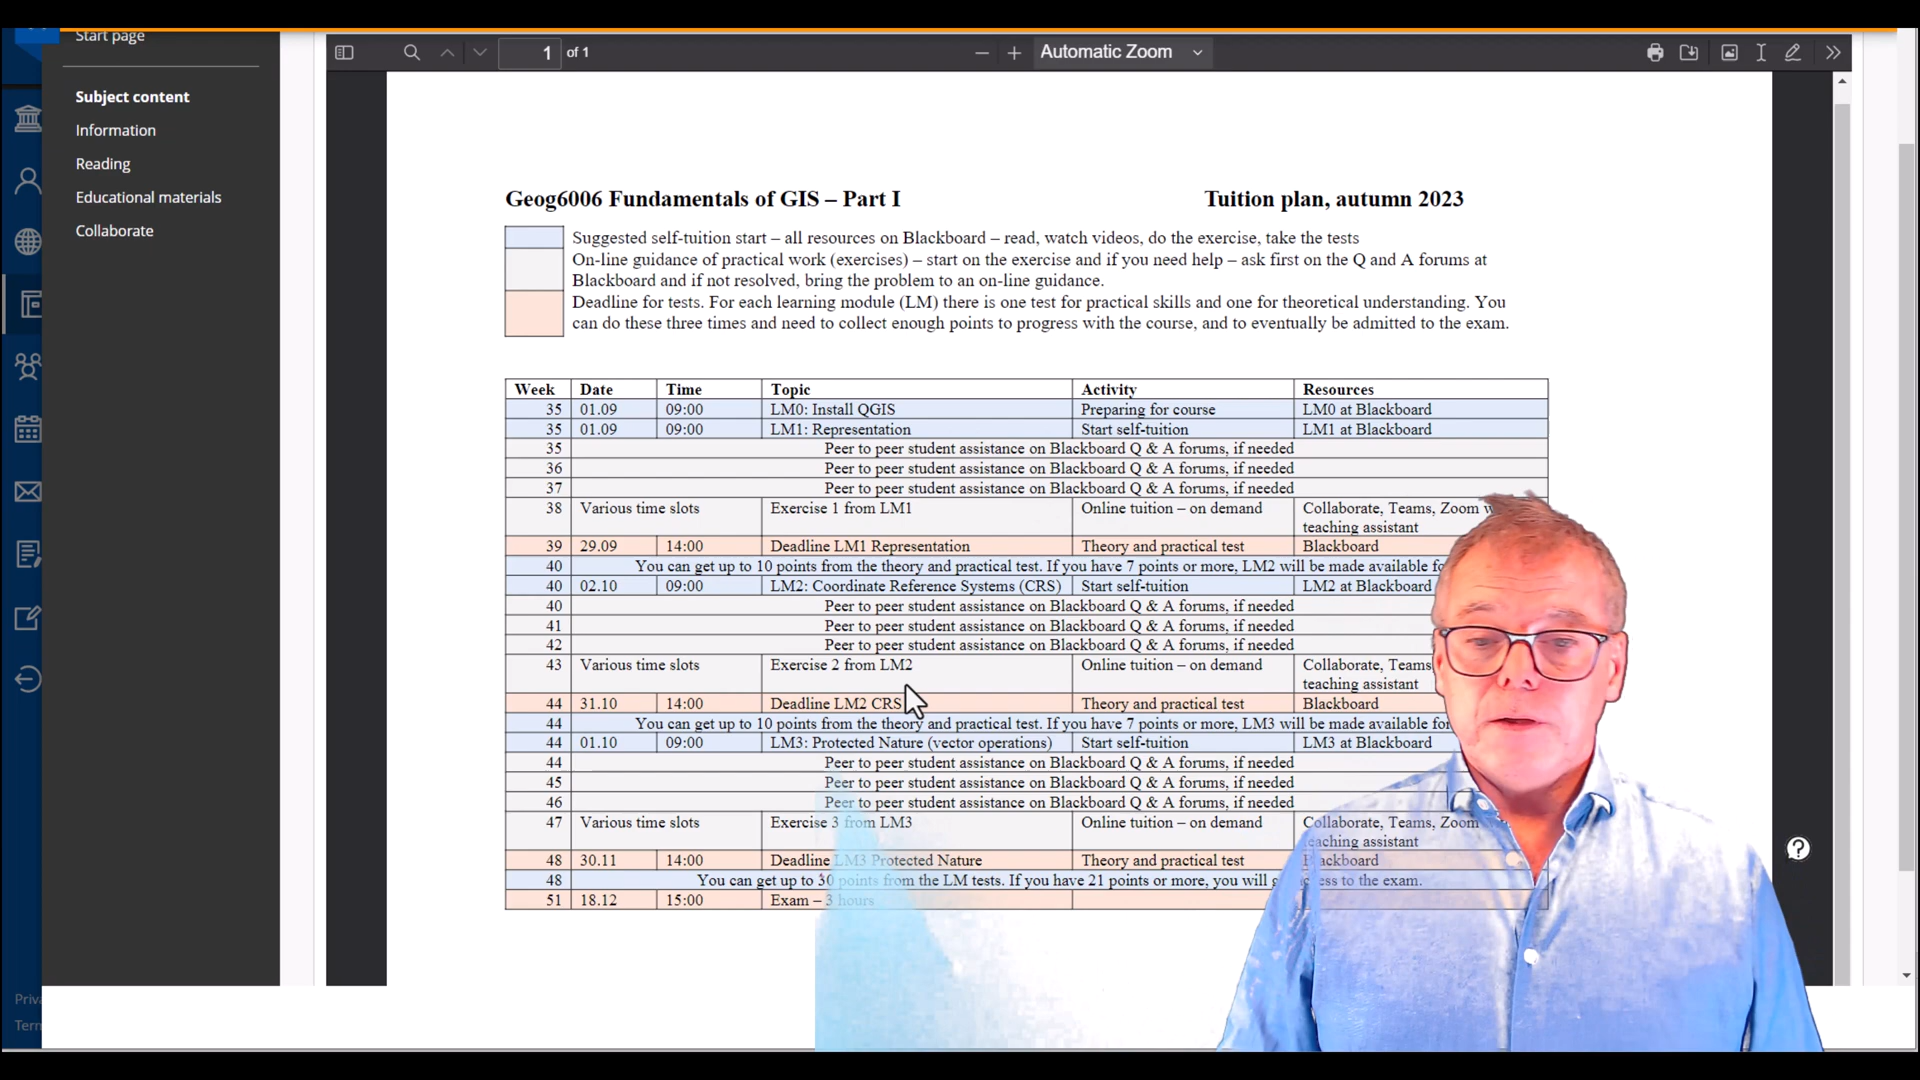 Start page
Subject content
Information
Reading
Educational materials
Collaborate
1 of 1
Automatic Zoom
Geog6006 Fundamentals of GIS – Part I Tuition plan, autumn 2023
Suggested self-tuition start – all resources on Blackboard – read, watch videos, do the exercise, take the tests
On-line guidance of practical work (exercises) – start on the exercise and if you need help – ask first on the Q and A forums at
Blackboard and if not resolved, bring the problem to an on-line guidance.
Deadline for tests. For each learning module (LM) there is one test for practical skills and one for theoretical understanding. You
can do these three times and need to collect enough points to progress with the course, and to eventually be admitted to the exam.
Week Date Time Topic Activity Resources
35 01.09 09:00 LM0: Install QGIS Preparing for course LM0 at Blackboard
35 01.09 09:00 LM1: Representation Start self-tuition LM1 at Blackboard
35 Peer to peer student assistance on Blackboard Q & A forums, if needed
36 Peer to peer student assistance on Blackboard Q & A forums, if needed
37 Peer to peer student assistance on Blackboard Q & A forums, if needed
38 Various time slots Exercise 1 from LM1 Online tuition – on demand Collaborate, Teams, Zoom
teaching assistant
39 29.09 14:00 Deadline LM1 Representation Theory and practical test Blackboard
40 You can get up to 10 points from the theory and practical test. If you have 7 points or more, LM2 will be made available
40 02.10 09:00 LM2: Coordinate Reference Systems (CRS) Start self-tuition LM2 at Blackboard
40 Peer to peer student assistance on Blackboard Q & A forums, if needed
41 Peer to peer student assistance on Blackboard Q & A forums, if needed
42 Peer to peer student assistance on Blackboard Q & A forums, if needed
43 Various time slots Exercise 2 from LM2 Online tuition – on demand Collaborate, Teams
teaching assistant
44 31.10 14:00 Deadline LM2 CRS Theory and practical test Blackboard
44 You can get up to 10 points from the theory and practical test. If you have 7 points or more, LM3 will be made available
44 01.10 09:00 LM3: Protected Nature (vector operations) Start self-tuition LM3 at Blackboard
44 Peer to peer student assistance on Blackboard Q & A forums, if needed
45 Peer to peer student assistance on Blackboard Q & A forums, if needed
46 Peer to peer student assistance on Blackboard Q & A forums, if needed
47 Various time slots Exercise 3 from LM3 Online tuition – on demand Collaborate, Teams, Zoom
teaching assistant
48 30.11 14:00 Deadline LM3 Protected Nature Theory and practical test Blackboard
48 You can get up to 30 points from the LM tests. If you have 21 points or more, you will to the exam.
51 18.12 15:00 Exam – 3 hours